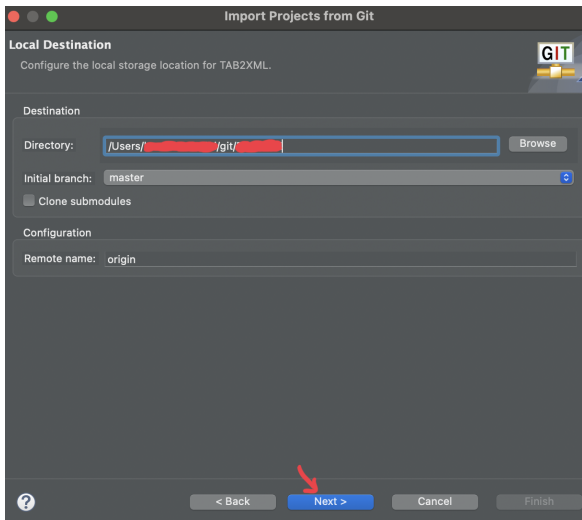 Import Projects from Git
Local Destination
Configure the local storage location for TAB2XML.
GIT
Destination
Directory: /Users/ /git/ Browse
Initial branch: master
Clone submodules
Configuration
Remote name: origin
? < Back Next > Cancel Finish